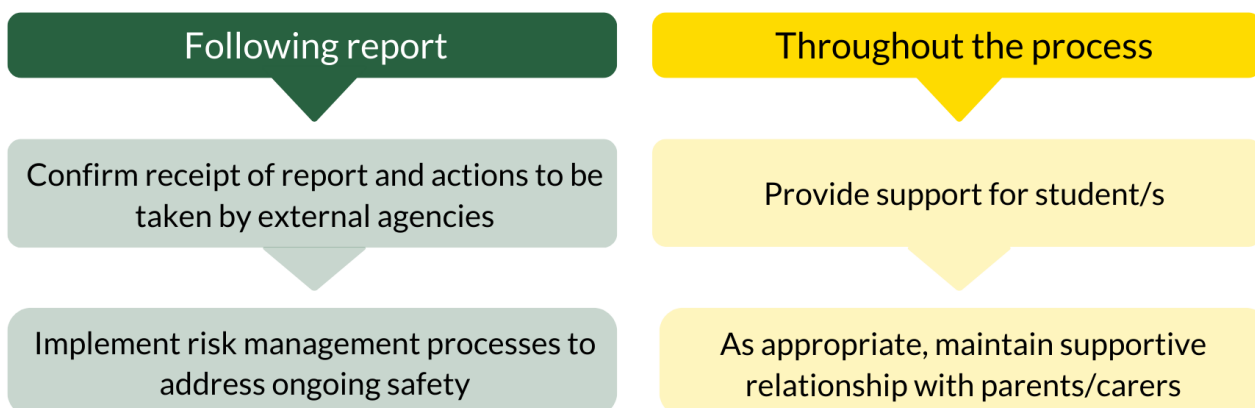 Following report
Confirm receipt of report and actions to be
taken by external agencies
Implement risk management processes to
address ongoing safety
Throughout the process
Provide support for student/s
As appropriate, maintain supportive
relationship with parents/carers